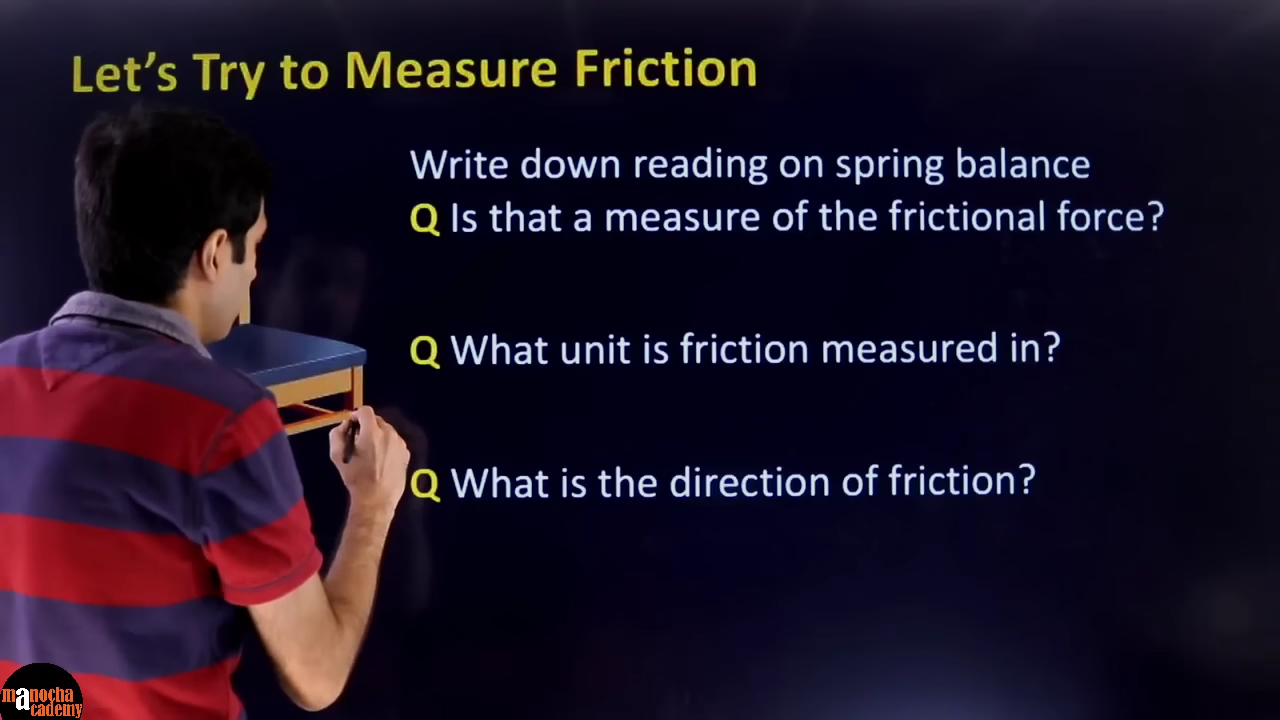 Let's Try to Measure Friction
Write down reading on spring balance
Q Is that a measure of the frictional force?
Q What unit is friction measured in?
Q What is the direction of friction?
manocha
academy